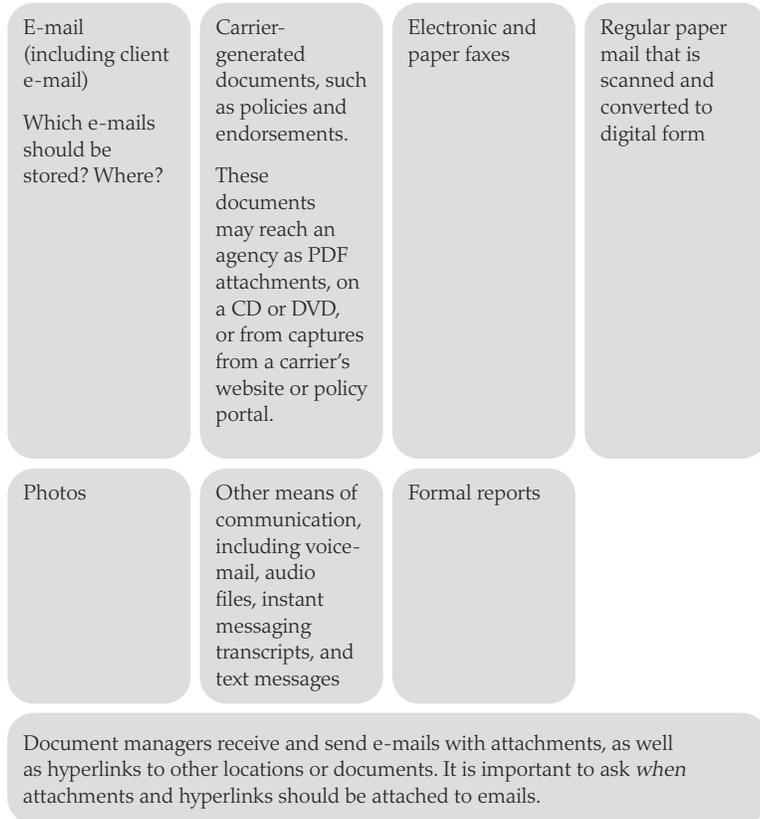 E-mail
(including client
e-mail)
Which e-mails
should be
stored? Where?
Carrier-
generated
documents, such
as policies and
endorsements.
These
documents
may reach an
agency as PDF
attachments, on
a CD or DVD,
or from captures
from a carrier's
website or policy
portal.
Electronic and
paper faxes
Regular paper
mail that is
scanned and
converted to
digital form
Photos
Other means of
communication,
including voice-
mail, audio
files, instant
messaging
transcripts, and
text messages
Formal reports
Document managers receive and send e-mails with attachments, as well
as hyperlinks to other locations or documents. It is important to ask when
attachments and hyperlinks should be attached to emails.